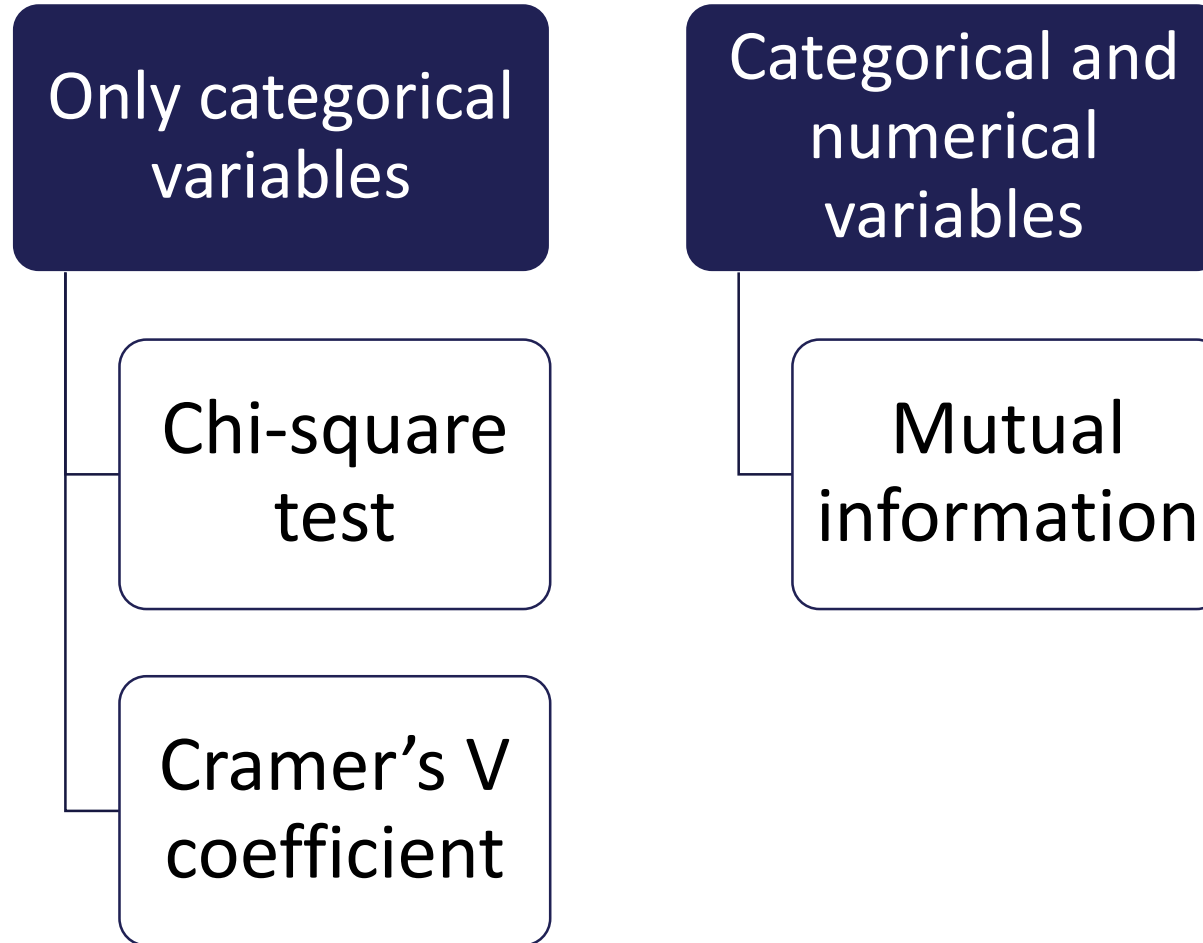 Only categorical
variables
Chi-square
test
Cramer’s V
coefficient
Categorical and
numerical
variables
Mutual
information